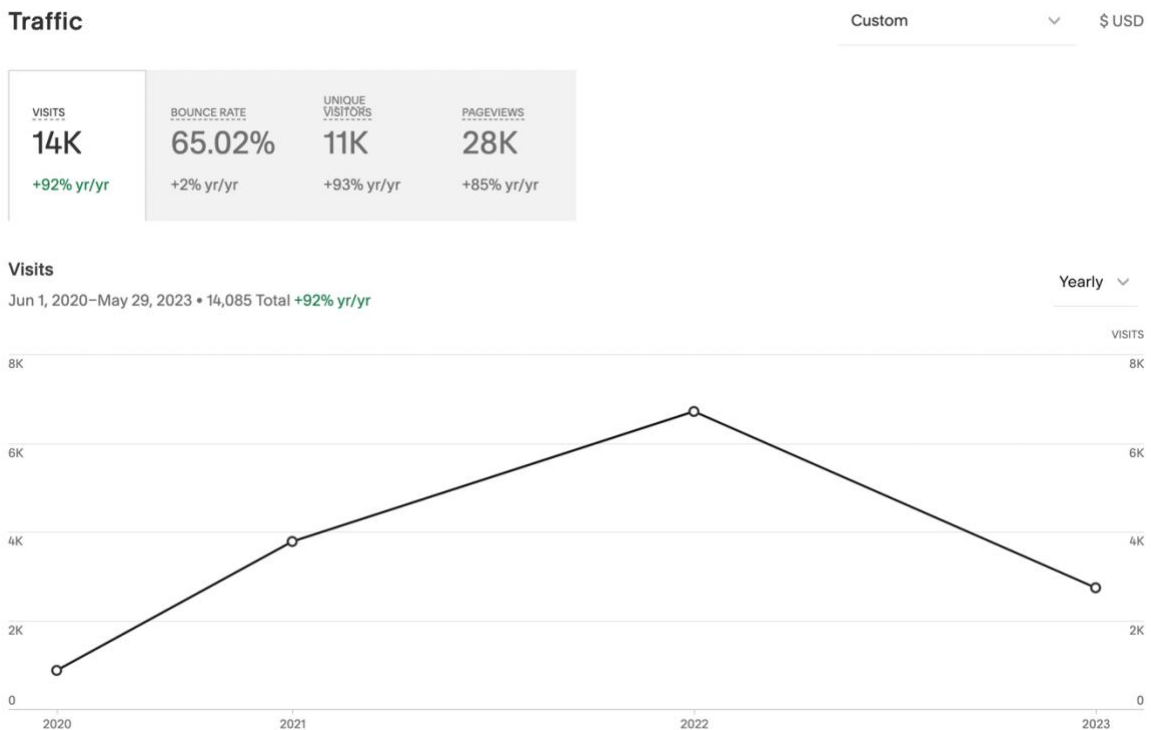 Traffic
Custom
$ USD
VISITS
14K
+92% yr/yr
BOUNCE RATE
65.02%
+2% yr/yr
UNIQUE
VISITORS
11K
+93% yr/yr
PAGEVIEWS
28K
+85% yr/yr
Visits
Yearly
Jun 1, 2020–May 29, 2023 • 14,085 Total +92% yr/yr
VISITS
8K 8K
6K 6K
4K 4K
2K 2K
0 0
2020 2021 2022 2023